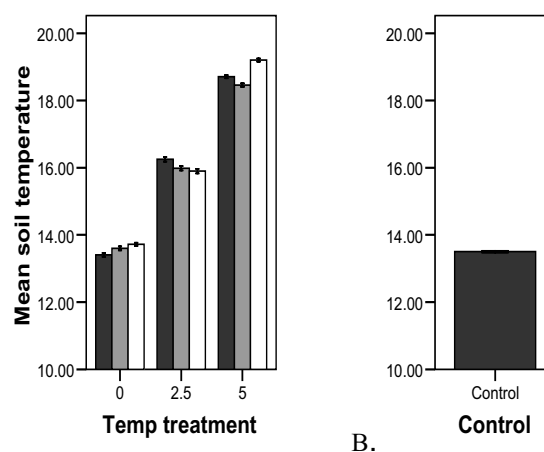 Mean soil temperature
20.00
18.00
16.00
14.00
12.00
10.00
0 2.5 5
Temp treatment
20.00
18.00
16.00
14.00
12.00
10.00
Control
Control
B.